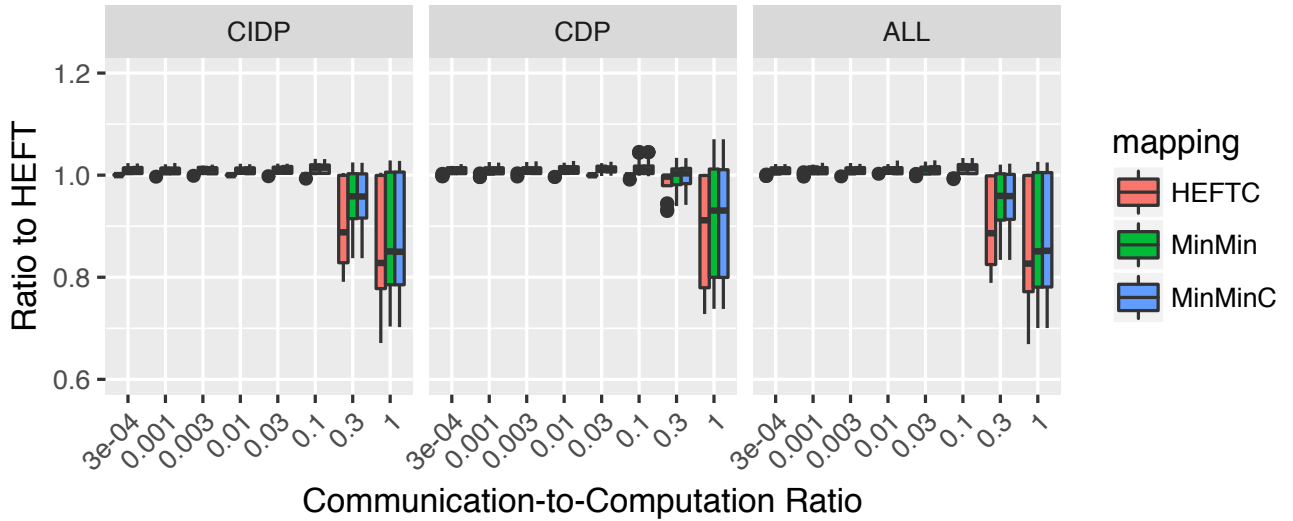 CIDP CDP ALL
Ratio to HEFT
1.2
1.0
0.8
0.6
3e-04 0.001 0.003 0.01 0.03 0.1 0.3 1
3e-04 0.001 0.003 0.01 0.03 0.1 0.3 1
3e-04 0.001 0.003 0.01 0.03 0.1 0.3 1
Communication-to-Computation Ratio
mapping
HEFTC
MinMin
MinMinC